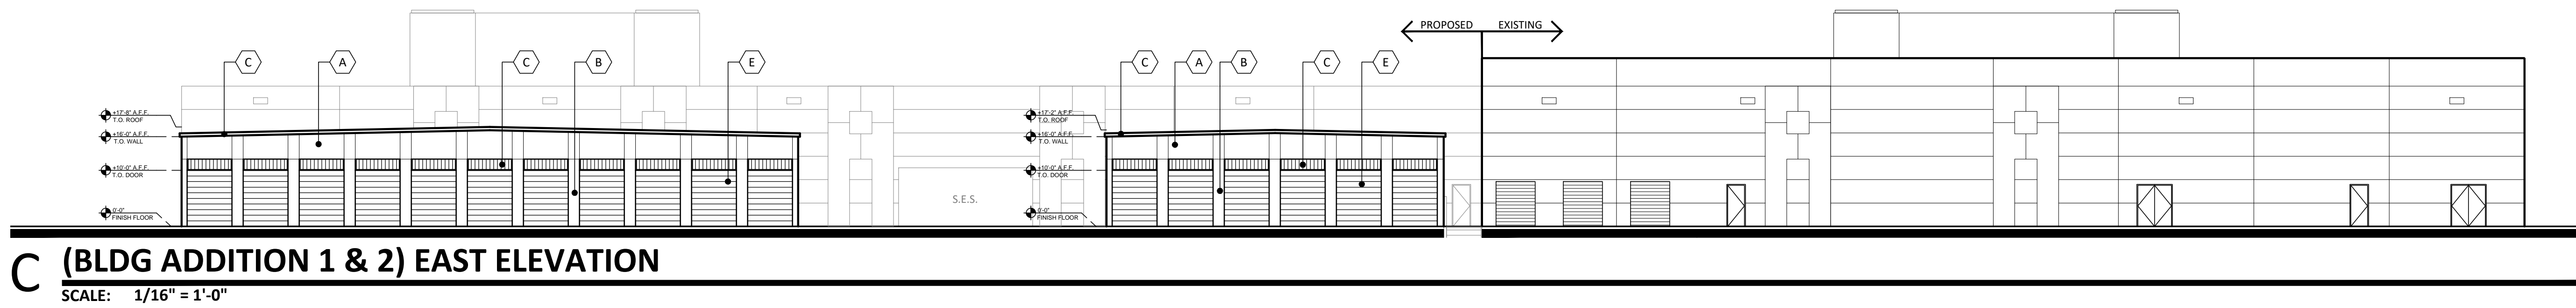 PROPOSED EXISTING
C A C B E C A B C E
+17'-8" A.F.F.
T.O. ROOF
+16'-0" A.F.F.
T.O. WALL
+10'-0" A.F.F.
T.O. DOOR
0'-0"
FINISH FLOOR
S.E.S.
+17'-2" A.F.F.
T.O. ROOF
+16'-0" A.F.F.
T.O. WALL
+10'-0" A.F.F.
T.O. DOOR
0'-0"
FINISH FLOOR
C (BLDG ADDITION 1 & 2) EAST ELEVATION
SCALE: 1/16" = 1'-0"